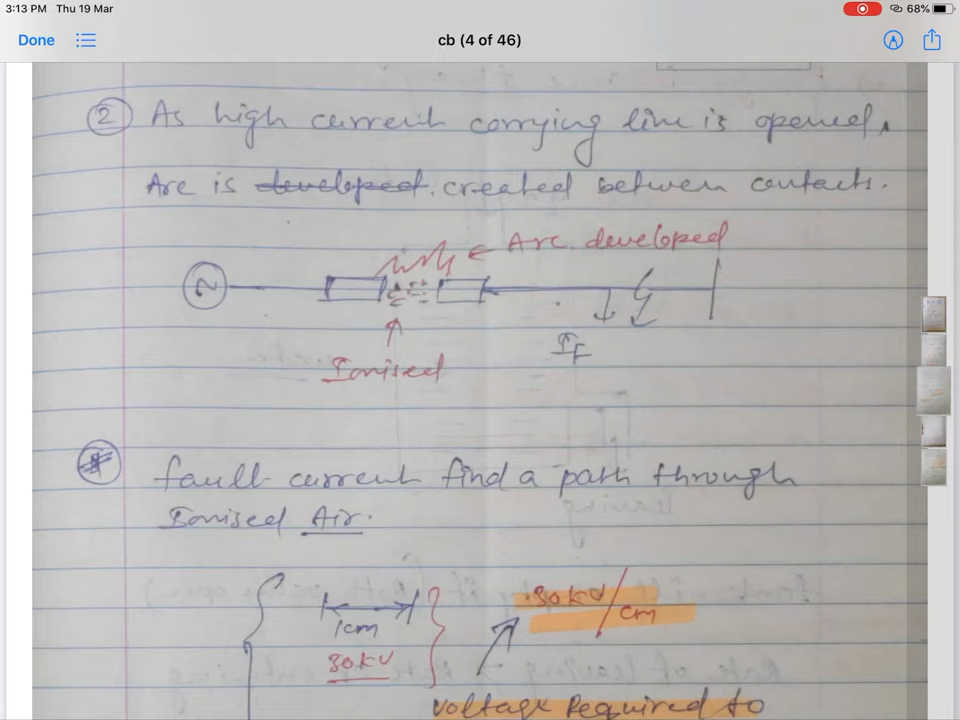 3:13 PM Thu 19 Mar
68%
Done
cb (4 of 46)
2 As high current carrying line is opened,
Arc is developed. created between contacts.
Arc developed
~
IF
Ionised
fault current find a path through
Ionised Air.
1cm
30kV
30kV/cm
voltage Required to